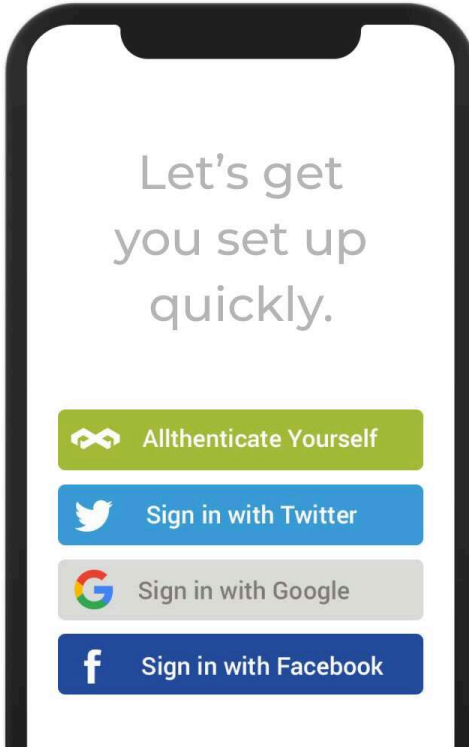 Let’s get
you set up
quickly.
Allthenticate Yourself
Sign in with Twitter
Sign in with Google
f Sign in with Facebook